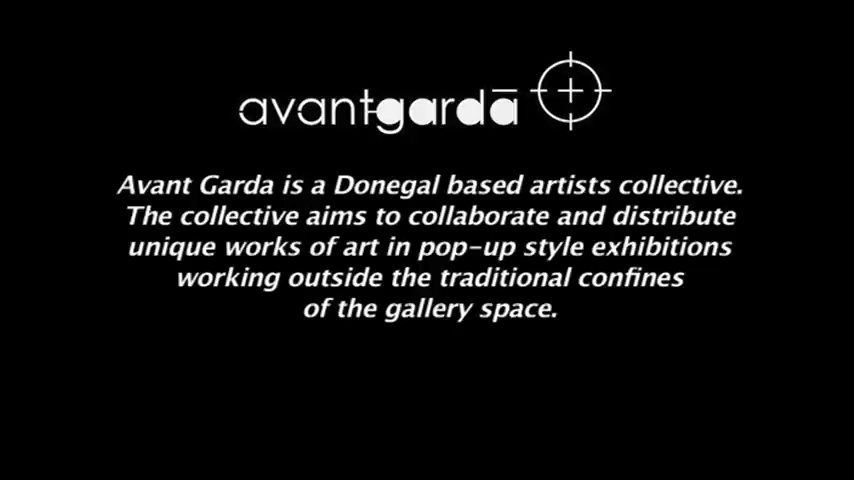 avantgardā
Avant Garda is a Donegal based artists collective.
The collective aims to collaborate and distribute
unique works of art in pop-up style exhibitions
working outside the traditional confines
of the gallery space.